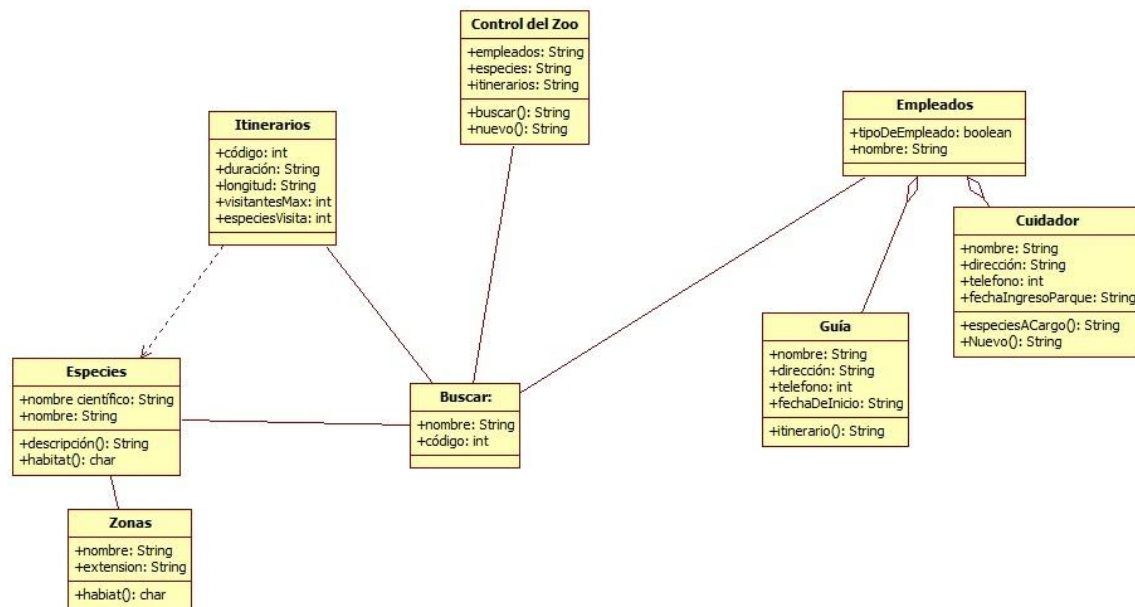 Control del Zoo
+empleados: String
+especies: String
+itinerarios: String
+buscar(): String
+nuevo(): String
Itinerarios
+código: int
+duración: String
+longitud: String
+visitantesMax: int
+especiesVisita: int
Empleados
+tipoDeEmpleado: boolean
+nombre: String
Cuidador
+nombre: String
+dirección: String
+telefono: int
+fechaIngresoParque: String
+especiesACargo(): String
+Nuevo(): String
Guía
+nombre: String
+dirección: String
+telefono: int
+fechaDeInicio: String
+itinerario(): String
Especies
+nombre científico: String
+nombre: String
+descripción(): String
+habitat(): char
Buscar:
+nombre: String
+código: int
Zonas
+nombre: String
+extension: String
+habiat(): char